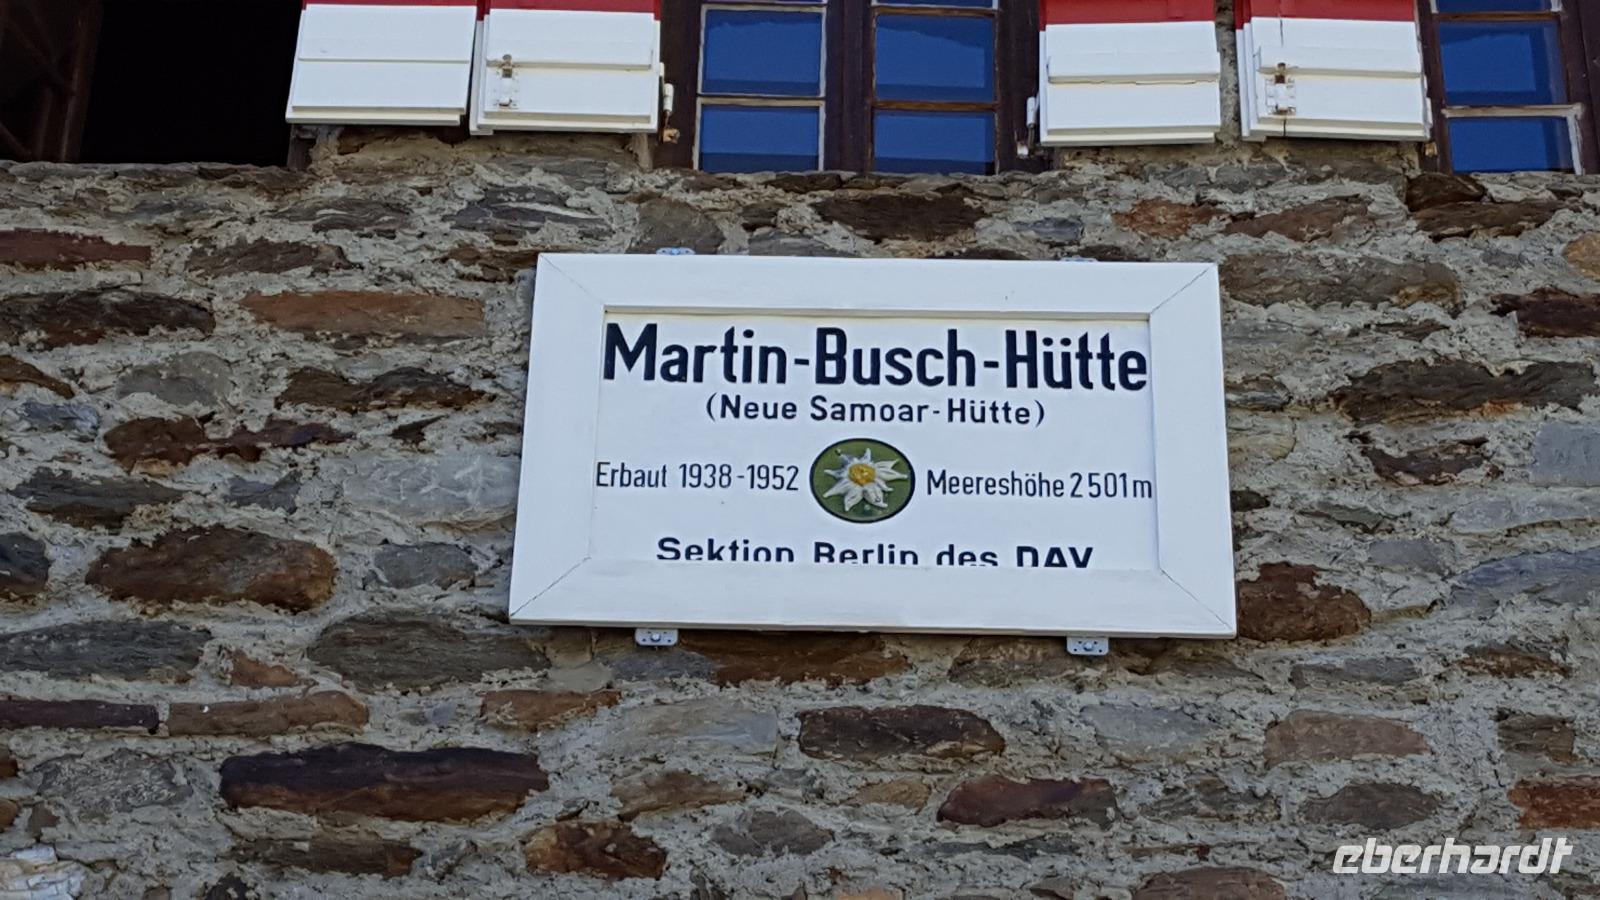 Martin-Busch-Hütte
(Neue Samoar-Hütte)
Erbaut 1938-1952 Meereshöhe 2501m
Sektion Berlin des DAV
eberhardt